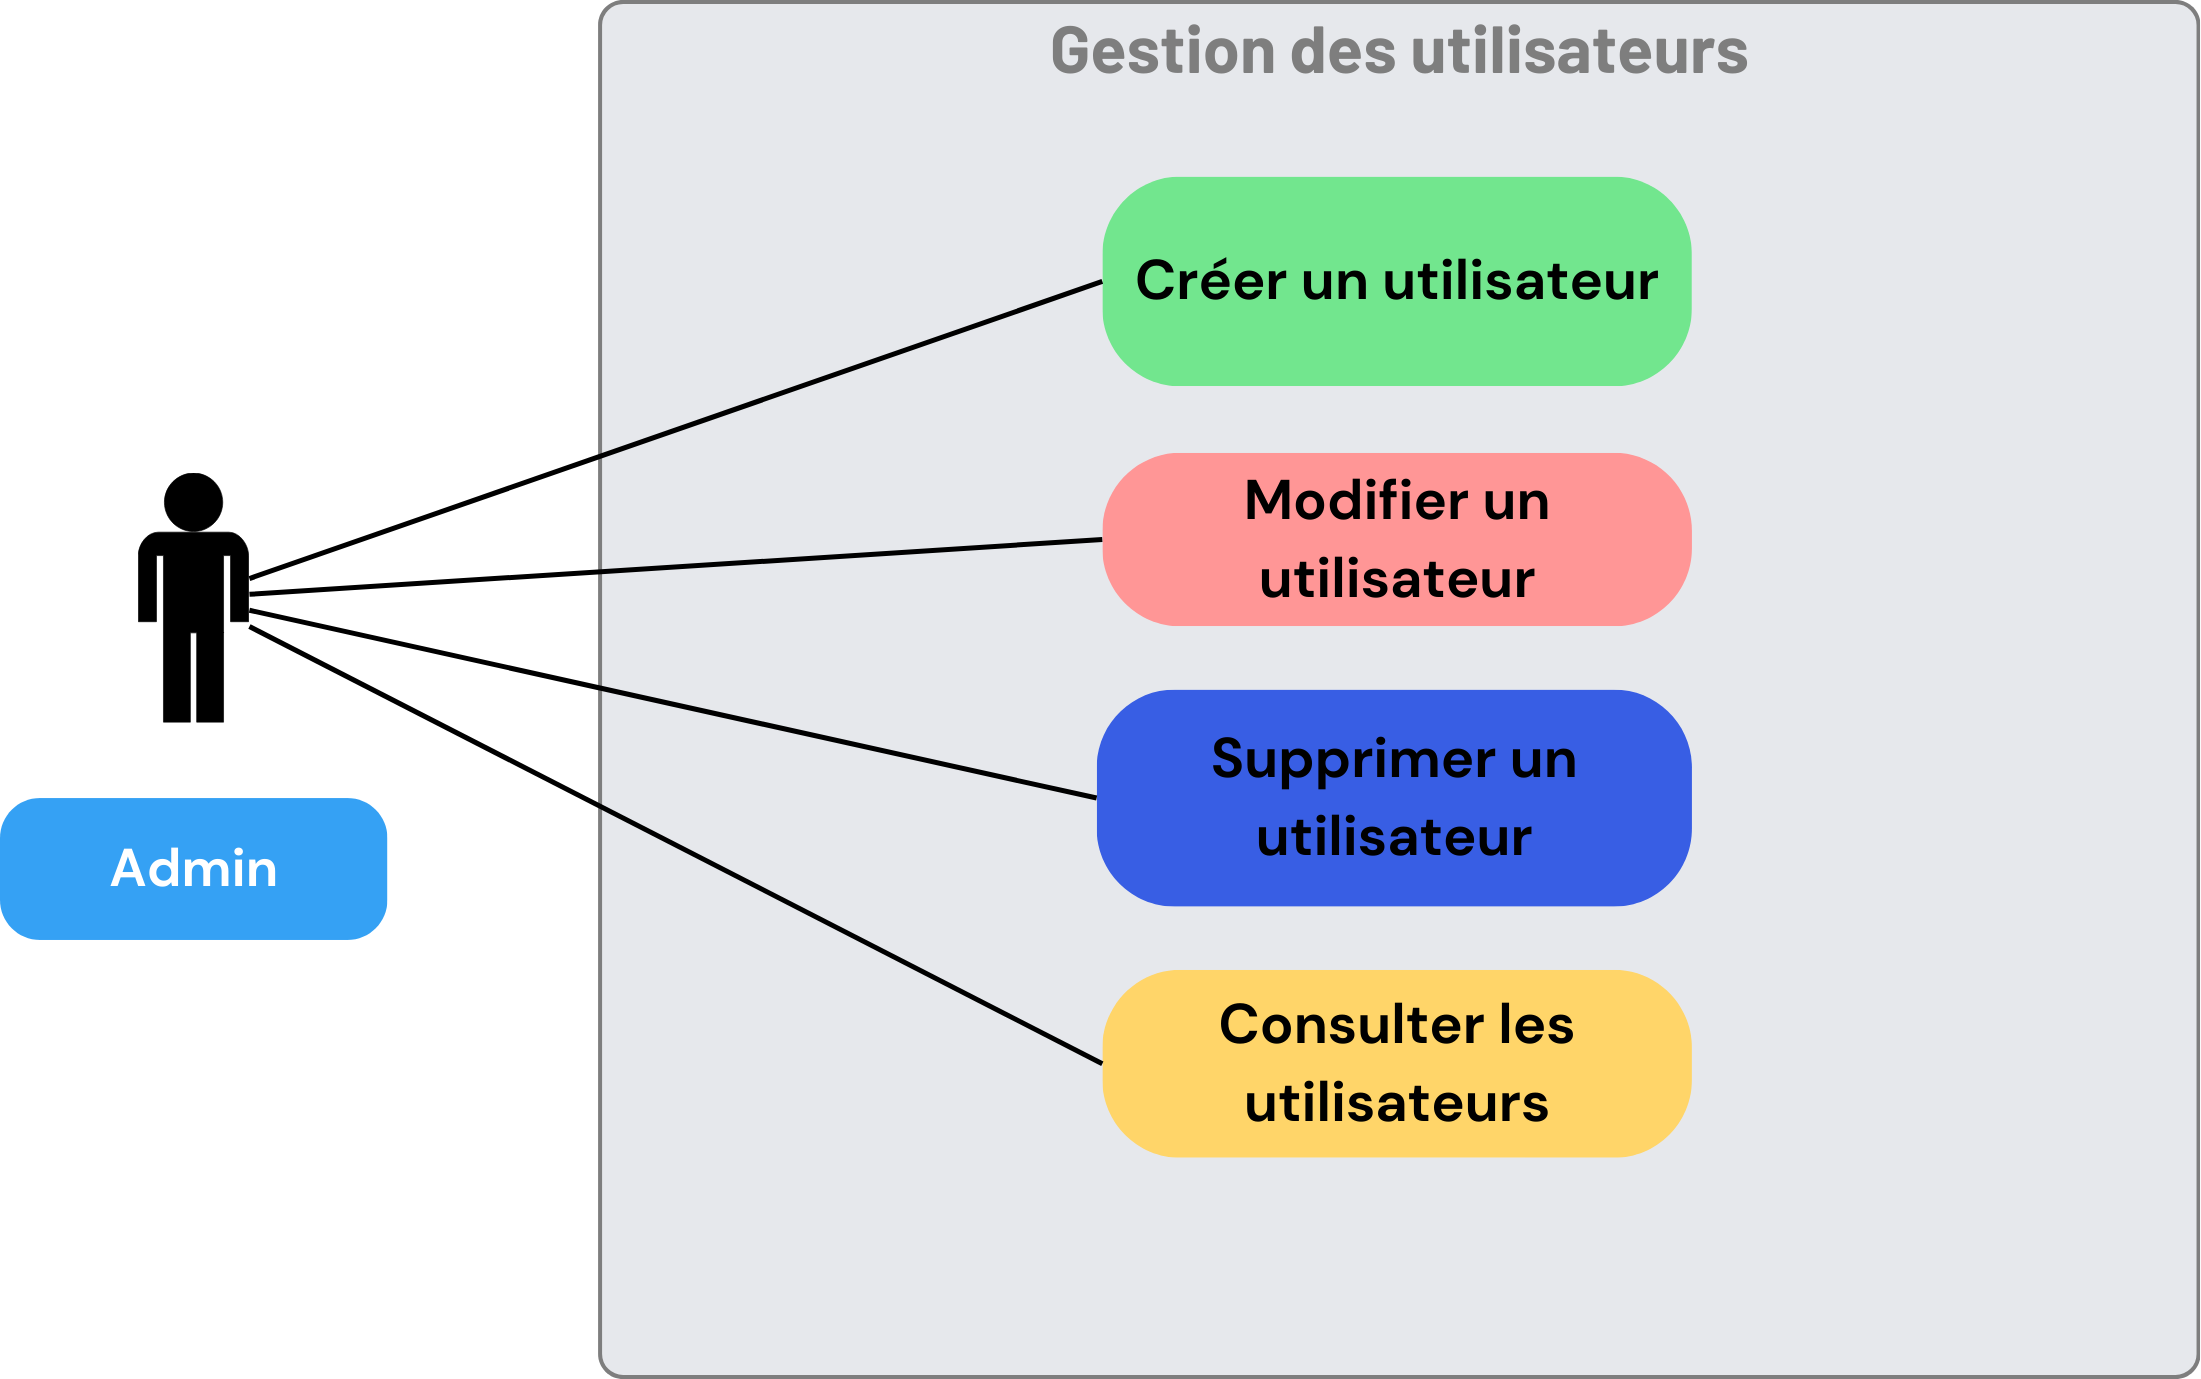 Gestion des utilisateurs
Créer un utilisateur
Modifier un
utilisateur
Supprimer un
utilisateur
Admin
Consulter les
utilisateurs